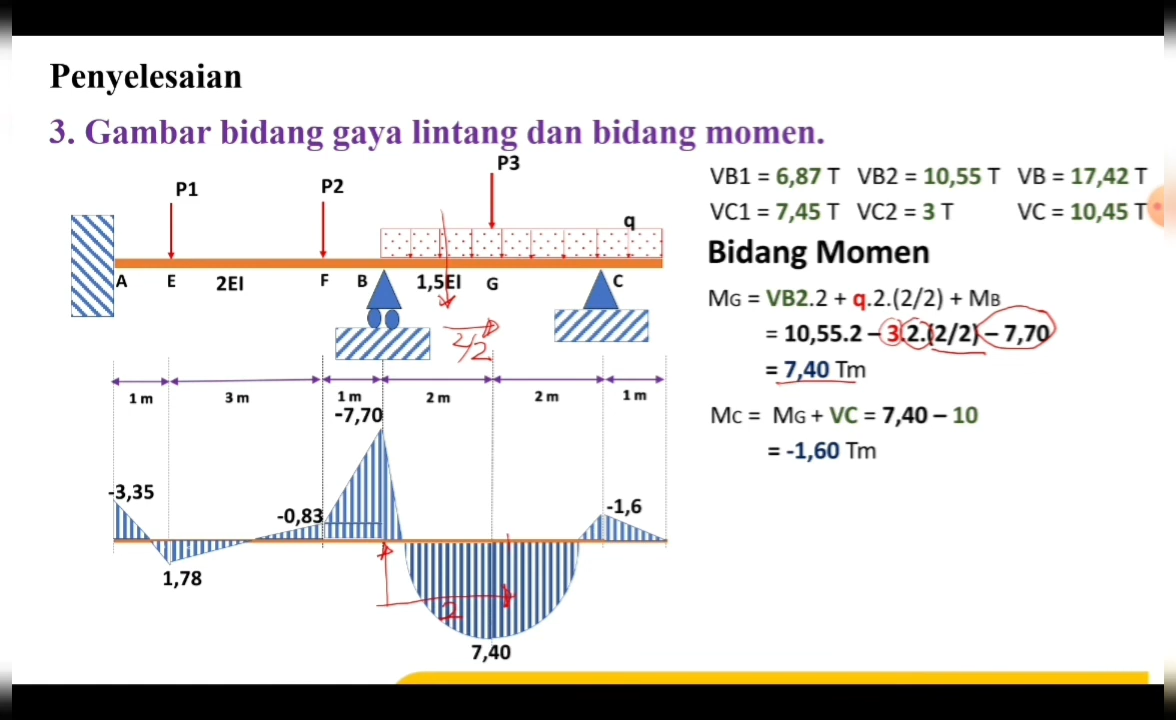 Penyelesaian
3. Gambar bidang gaya lintang dan bidang momen.
P1
P2
P3
q
A
E
2EI
F
B
1,5EI
G
C
2/2
1 m
3 m
1 m
2 m
2 m
1 m
-7,70
-3,35
-0,83
-1,6
1,78
2
7,40
VB1 = 6,87 T VB2 = 10,55 T VB = 17,42 T
VC1 = 7,45 T VC2 = 3 T VC = 10,45 T
Bidang Momen
MG = VB2.2 + q.2.(2/2) + MB
= 10,55.2 – 3.2.(2/2) – 7,70
= 7,40 Tm
MC = MG + VC = 7,40 – 10
= -1,60 Tm